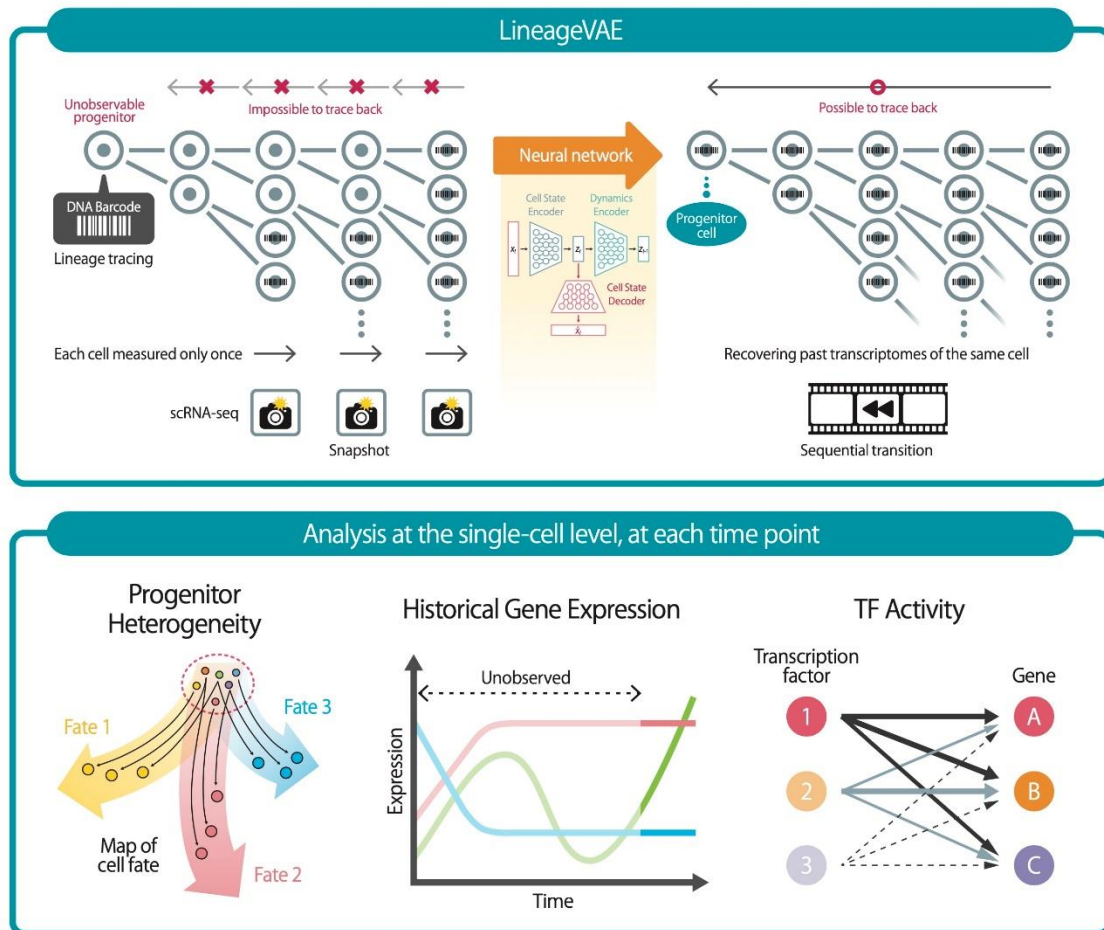 LineageVAE
Unobservable
progenitor
Impossible to trace back
DNA Barcode
Lineage tracing
Each cell measured only once
scRNA-seq
Snapshot
Neural network
Cell State
Encoder
Dynamics
Encoder
Cell State
Decoder
Possible to trace back
Progenitor
cell
Recovering past transcriptomes of the same cell
Sequential transition
Analysis at the single-cell level, at each time point
Progenitor
Heterogeneity
Fate 1
Fate 3
Map of
cell fate
Fate 2
Historical Gene Expression
Unobserved
Expression
Time
TF Activity
Transcription
factor
Gene
1
A
2
B
3
C